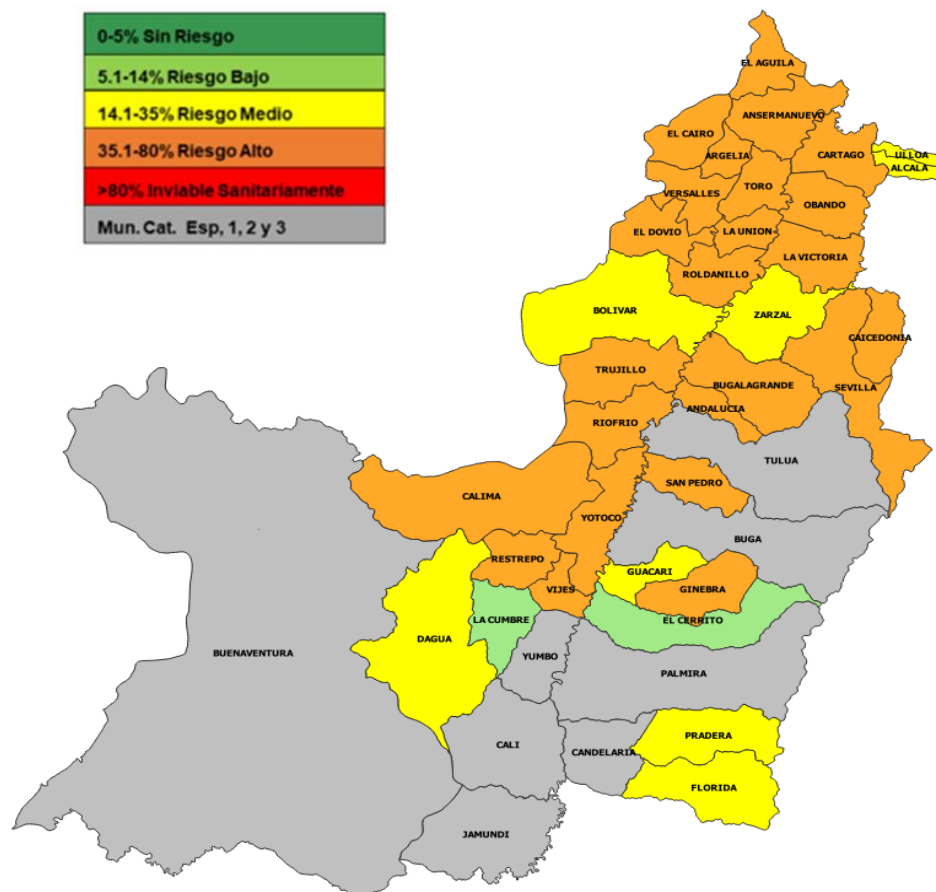 0-5% Sin Riesgo
5.1-14% Riesgo Bajo
14.1-35% Riesgo Medio
35.1-80% Riesgo Alto
>80% Inviable Sanitariamente
Mun. Cat. Esp, 1, 2 y 3
EL AGUILA
ANSERMANUEVO
EL CAIRO
ARGELIA
CARTAGO
ULLOA
ALCALA
VERSALLES
TORO
OBANDO
EL DOVIO
LA UNION
LA VICTORIA
ROLDANILLO
BOLIVAR
ZARZAL
CAICEDONIA
TRUJILLO
BUGALAGRANDE
SEVILLA
ANDALUCIA
RIOFRIO
TULUA
SAN PEDRO
CALIMA
YOTOCO
BUGA
RESTREPO
GUACARI
VIJES
GINEBRA
LA CUMBRE
EL CERRITO
DAGUA
BUENAVENTURA
YUMBO
PALMIRA
PRADERA
CALI
CANDELARIA
FLORIDA
JAMUNDI